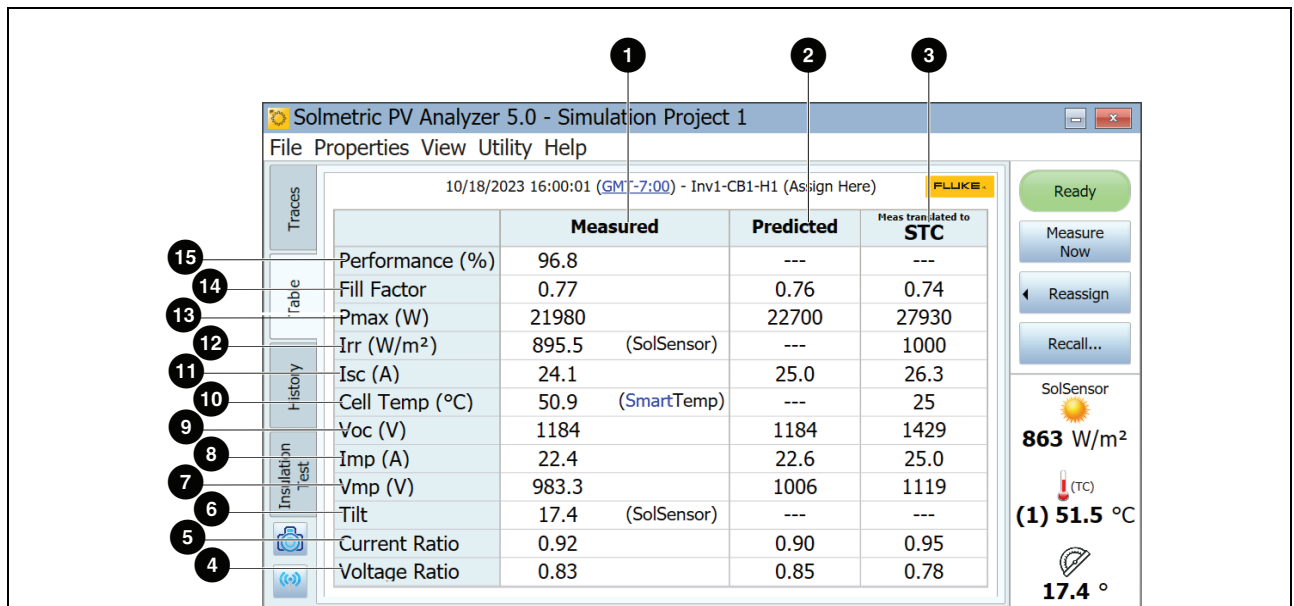 1 2 3
Solmetric PV Analyzer 5.0 - Simulation Project 1
File Properties View Utility Help
10/18/2023 16:00:01 (GMT-7:00) - Inv1-CB1-H1 (Assign Here) FLUKE
Measured Predicted Meas translated to STC
15 Performance (%) 96.8 --- ---
14 Fill Factor 0.77 0.76 0.74
13 Pmax (W) 21980 22700 27930
12 Irr (W/m²) 895.5 (SolSensor) --- 1000
11 Isc (A) 24.1 25.0 26.3
10 Cell Temp (°C) 50.9 (SmartTemp) --- 25
9 Voc (V) 1184 1184 1429
8 Imp (A) 22.4 22.6 25.0
7 Vmp (V) 983.3 1006 1119
6 Tilt 17.4 (SolSensor) --- ---
5 Current Ratio 0.92 0.90 0.95
4 Voltage Ratio 0.83 0.85 0.78
Traces
Table
History
Insulation
Test
Ready
Measure
Now
Reassign
Recall...
SolSensor
863 W/m²
(TC)
(1) 51.5 °C
17.4 °